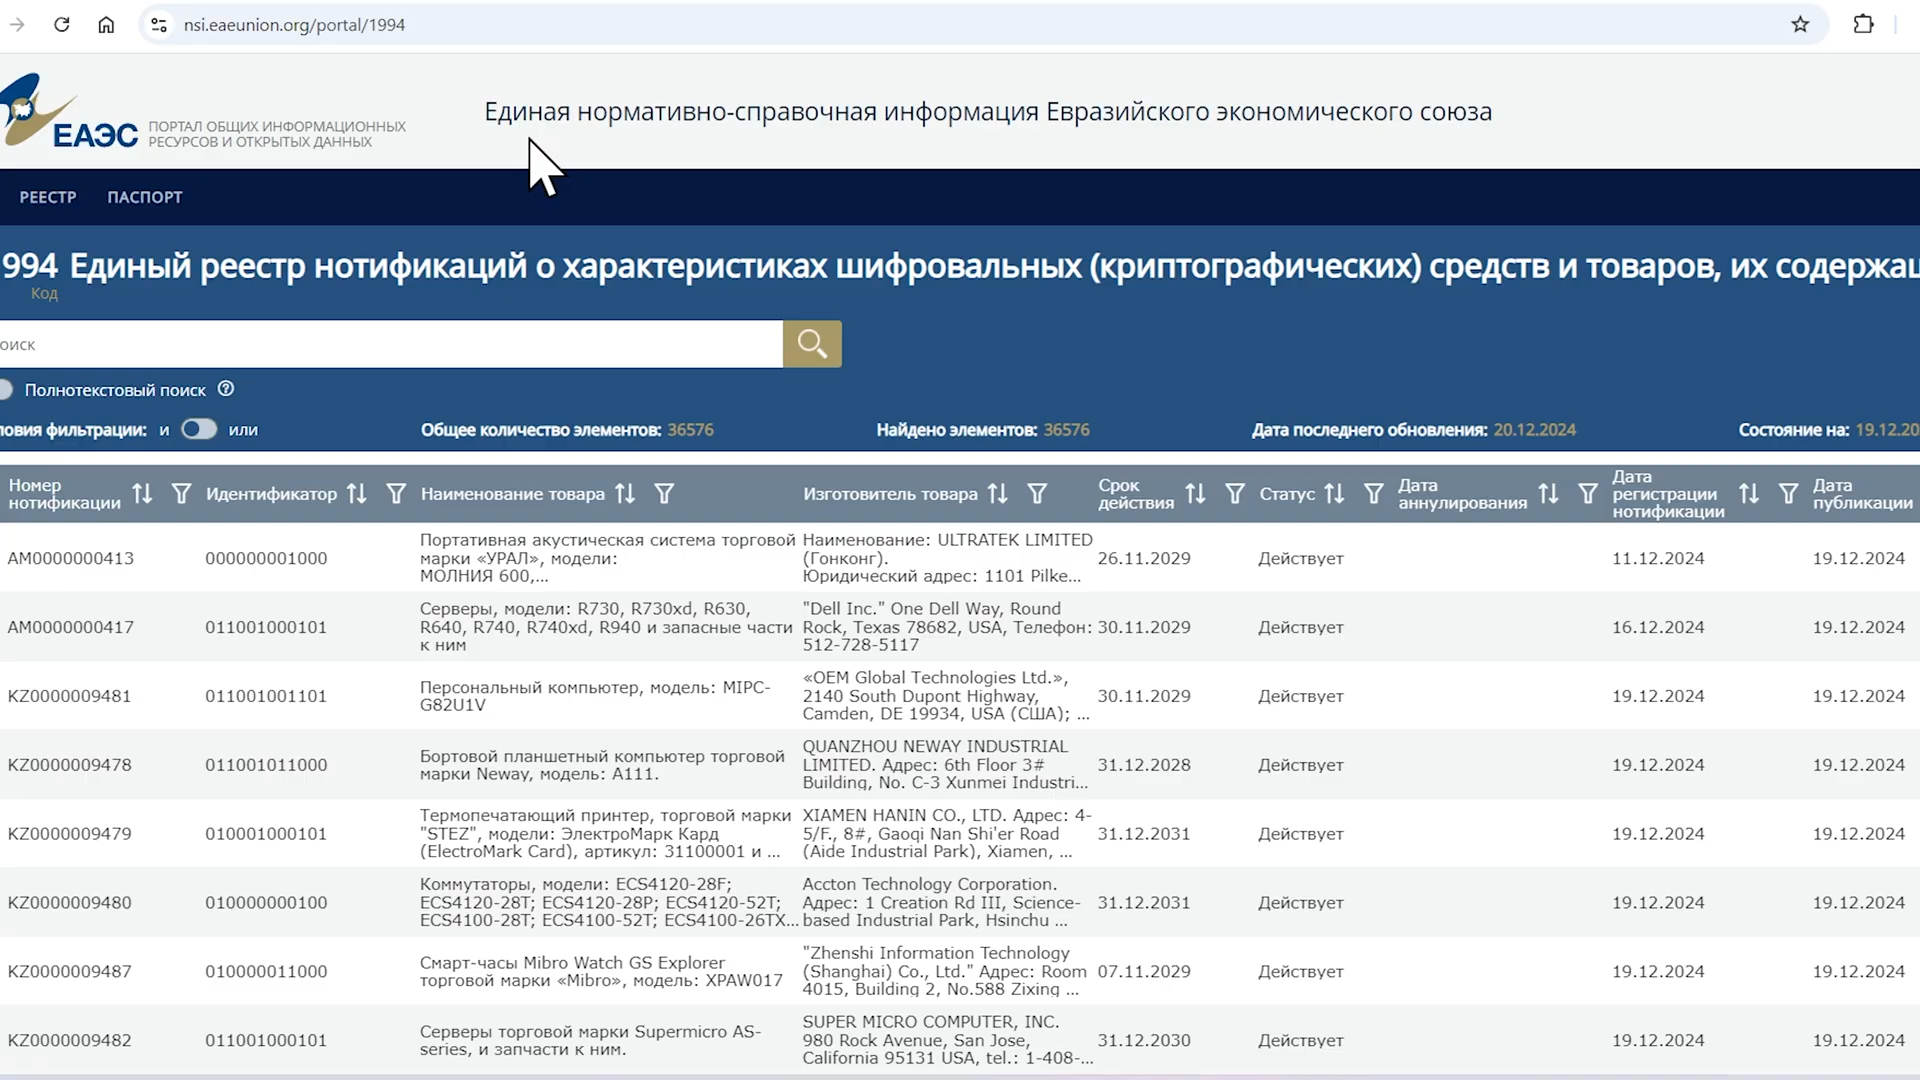 nsi.eaeunion.org/portal/1994
ЕАЭС
ПОРТАЛ ОБЩИХ ИНФОРМАЦИОННЫХ
РЕСУРСОВ И ОТКРЫТЫХ ДАННЫХ
Единая нормативно-справочная информация Евразийского экономического союза
РЕЕСТР ПАСПОРТ
994 Единый реестр нотификаций о характеристиках шифровальных (криптографических) средств и товаров, их содержащ
Код
оиск
Полнотекстовый поиск
ловия фильтрации: и или Общее количество элементов: 36576 Найдено элементов: 36576 Дата последнего обновления: 20.12.2024 Состояние на: 19.12.20
Номер
нотификации
Идентификатор
Наименование товара
Изготовитель товара
Срок
действия
Статус
Дата
аннулирования
Дата
регистрации
нотификации
Дата
публикации
AM0000000413
000000001000
Портативная акустическая система торговой
марки «УРАЛ», модели:
МОЛНИЯ 600,...
Наименование: ULTRATEK LIMITED
(Гонконг).
Юридический адрес: 1101 Pilke...
26.11.2029
Действует
11.12.2024
19.12.2024
AM0000000417
011001000101
Серверы, модели: R730, R730xd, R630,
R640, R740, R740xd, R940 и запасные части
к ним
"Dell Inc." One Dell Way, Round
Rock, Texas 78682, USA, Телефон:
512-728-5117
30.11.2029
Действует
16.12.2024
19.12.2024
KZ0000009481
011001001101
Персональный компьютер, модель: MIPC-
G82U1V
«OEM Global Technologies Ltd.»,
2140 South Dupont Highway,
Camden, DE 19934, USA (США); ...
30.11.2029
Действует
19.12.2024
19.12.2024
KZ0000009478
011001011000
Бортовой планшетный компьютер торговой
марки Neway, модель: A111.
QUANZHOU NEWAY INDUSTRIAL
LIMITED. Адрес: 6th Floor 3#
Building, No. C-3 Xunmei Industri...
31.12.2028
Действует
19.12.2024
19.12.2024
KZ0000009479
010001000101
Термопечатающий принтер, торговой марки
"STEZ", модели: ЭлектроМарк Кард
(ElectroMark Card), артикул: 31100001 и ...
XIAMEN HANIN CO., LTD. Адрес: 4-
5/F., 8#, Gaoqi Nan Shi'er Road
(Aide Industrial Park), Xiamen, ...
31.12.2031
Действует
19.12.2024
19.12.2024
KZ0000009480
010000000100
Коммутаторы, модели: ECS4120-28F;
ECS4120-28T; ECS4120-28P; ECS4120-52T;
ECS4100-28T; ECS4100-52T; ECS4100-26TX...
Accton Technology Corporation.
Адрес: 1 Creation Rd III, Science-
based Industrial Park, Hsinchu ...
31.12.2031
Действует
19.12.2024
19.12.2024
KZ0000009487
010000011000
Смарт-часы Mibro Watch GS Explorer
торговой марки «Mibro», модель: XPAW017
"Zhenshi Information Technology
(Shanghai) Co., Ltd." Адрес: Room
4015, Building 2, No.588 Zixing ...
07.11.2029
Действует
19.12.2024
19.12.2024
KZ0000009482
011001000101
Серверы торговой марки Supermicro AS-
series, и запчасти к ним.
SUPER MICRO COMPUTER, INC.
980 Rock Avenue, San Jose,
California 95131 USA, tel.: 1-408-...
31.12.2030
Действует
19.12.2024
19.12.2024